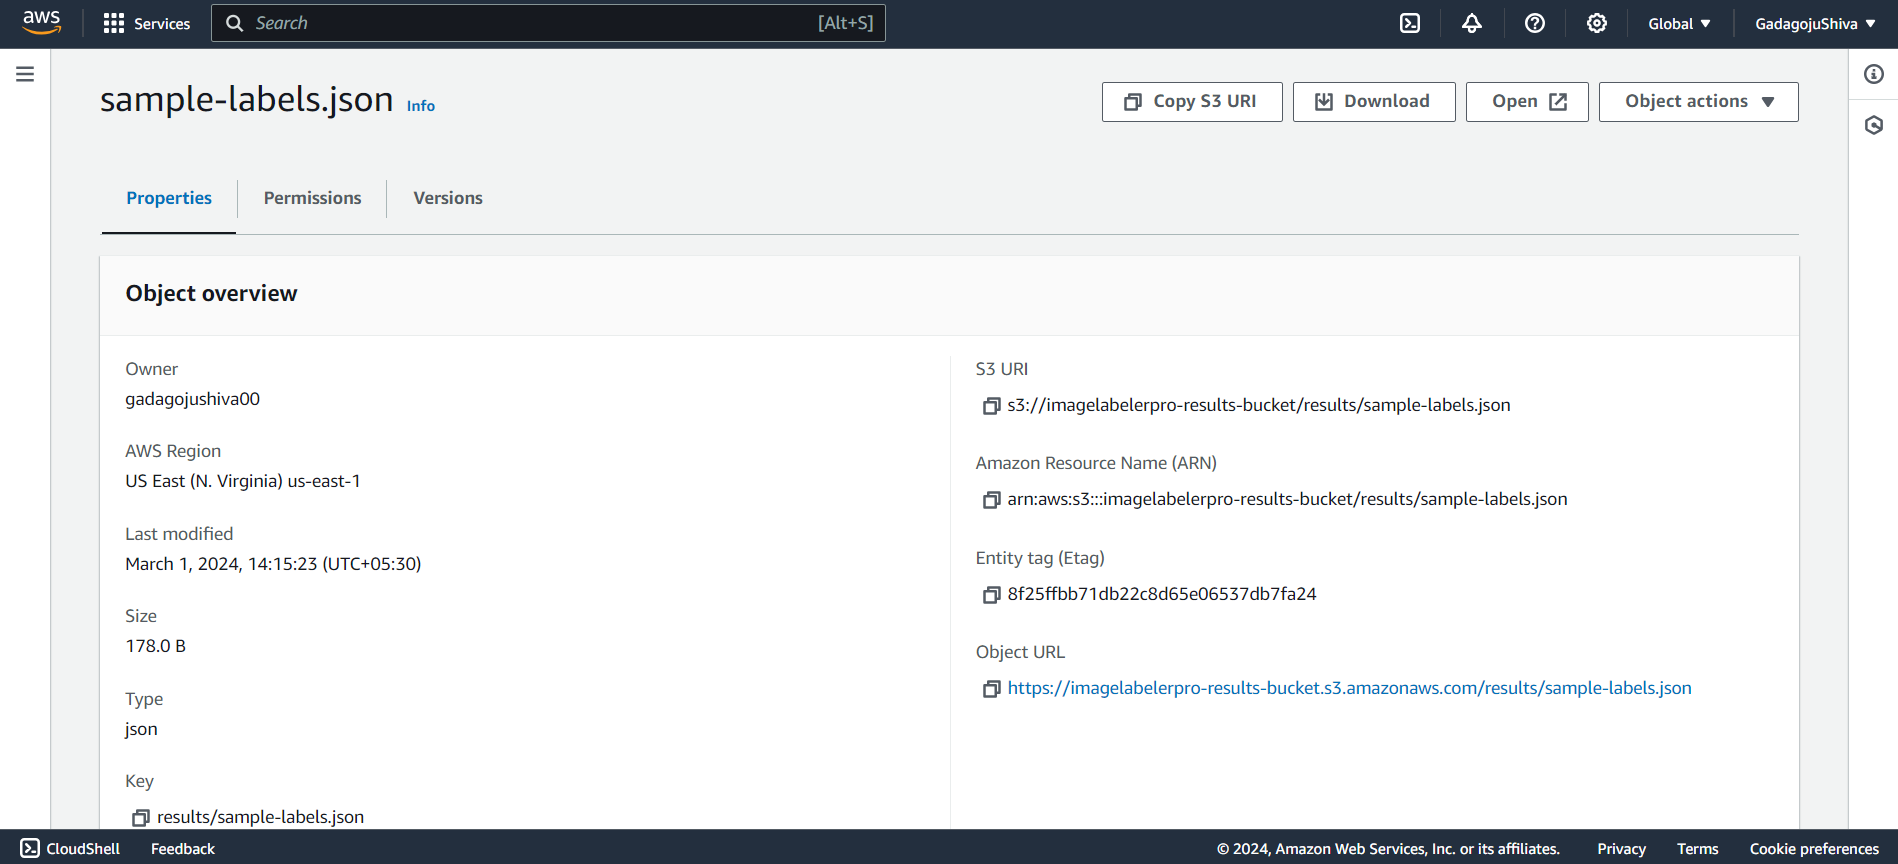 aws
Services
Search
[Alt+S]
Global
GadagojuShiva
sample-labels.json
Info
Copy S3 URI
Download
Open
Object actions
Properties
Permissions
Versions
Object overview
Owner
gadagojushiva00
AWS Region
US East (N. Virginia) us-east-1
Last modified
March 1, 2024, 14:15:23 (UTC+05:30)
Size
178.0 B
Type
json
Key
results/sample-labels.json
S3 URI
s3://imagelabelerpro-results-bucket/results/sample-labels.json
Amazon Resource Name (ARN)
arn:aws:s3:::imagelabelerpro-results-bucket/results/sample-labels.json
Entity tag (Etag)
8f25ffbb71db22c8d65e06537db7fa24
Object URL
https://imagelabelerpro-results-bucket.s3.amazonaws.com/results/sample-labels.json
CloudShell
Feedback
© 2024, Amazon Web Services, Inc. or its affiliates.
Privacy
Terms
Cookie preferences